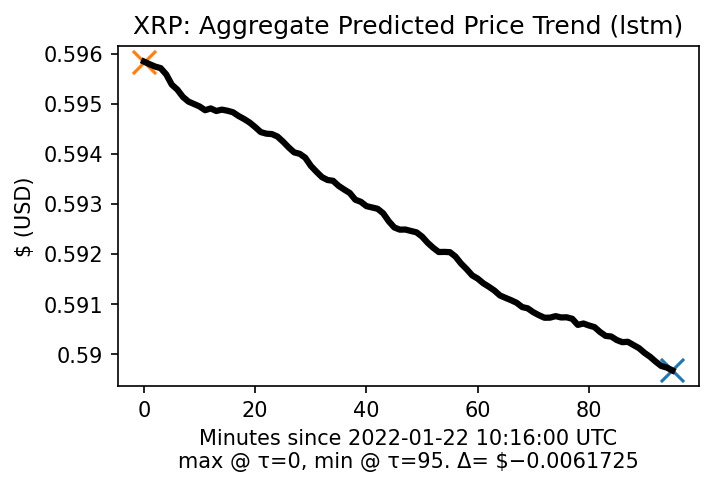 XRP: Aggregate Predicted Price Trend (lstm)
0.596
0.595
0.594
0.593
0.592
0.591
0.59
$ (USD)
0 20 40 60 80
Minutes since 2022-01-22 10:16:00 UTC
max @ τ=0, min @ τ=95. Δ= $−0.0061725